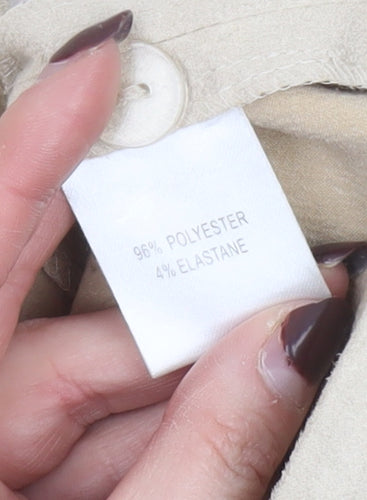 96% POLYESTER
4% ELASTANE